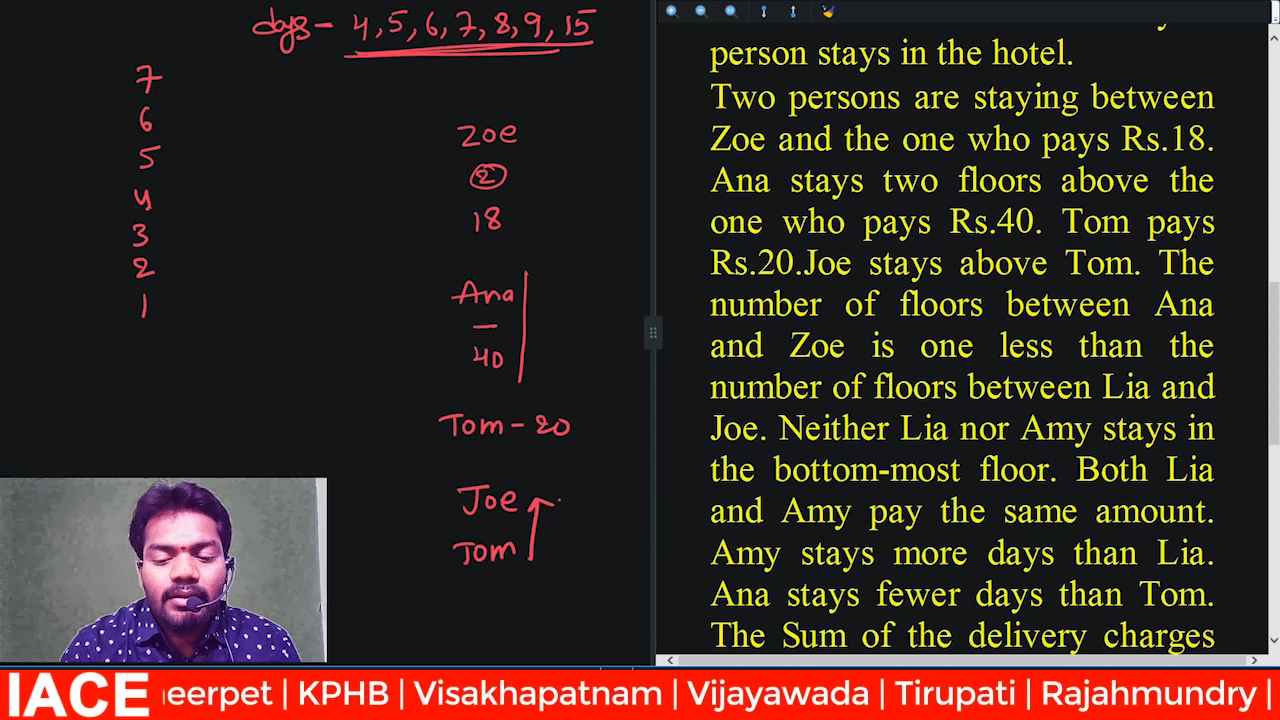 days - 4, 5, 6, 7, 8, 9, 15
7
6
5
4
3
2
1
Zoe
2
18
Ana
40
Tom - 20
Joe
Tom
person stays in the hotel.
Two persons are staying between
Zoe and the one who pays Rs.18.
Ana stays two floors above the
one who pays Rs.40. Tom pays
Rs.20.Joe stays above Tom. The
number of floors between Ana
and Zoe is one less than the
number of floors between Lia and
Joe. Neither Lia nor Amy stays in
the bottom-most floor. Both Lia
and Amy pay the same amount.
Amy stays more days than Lia.
Ana stays fewer days than Tom.
The Sum of the delivery charges
IACE
neerpet | KPHB | Visakhapatnam | Vijayawada | Tirupati | Rajahmundry |